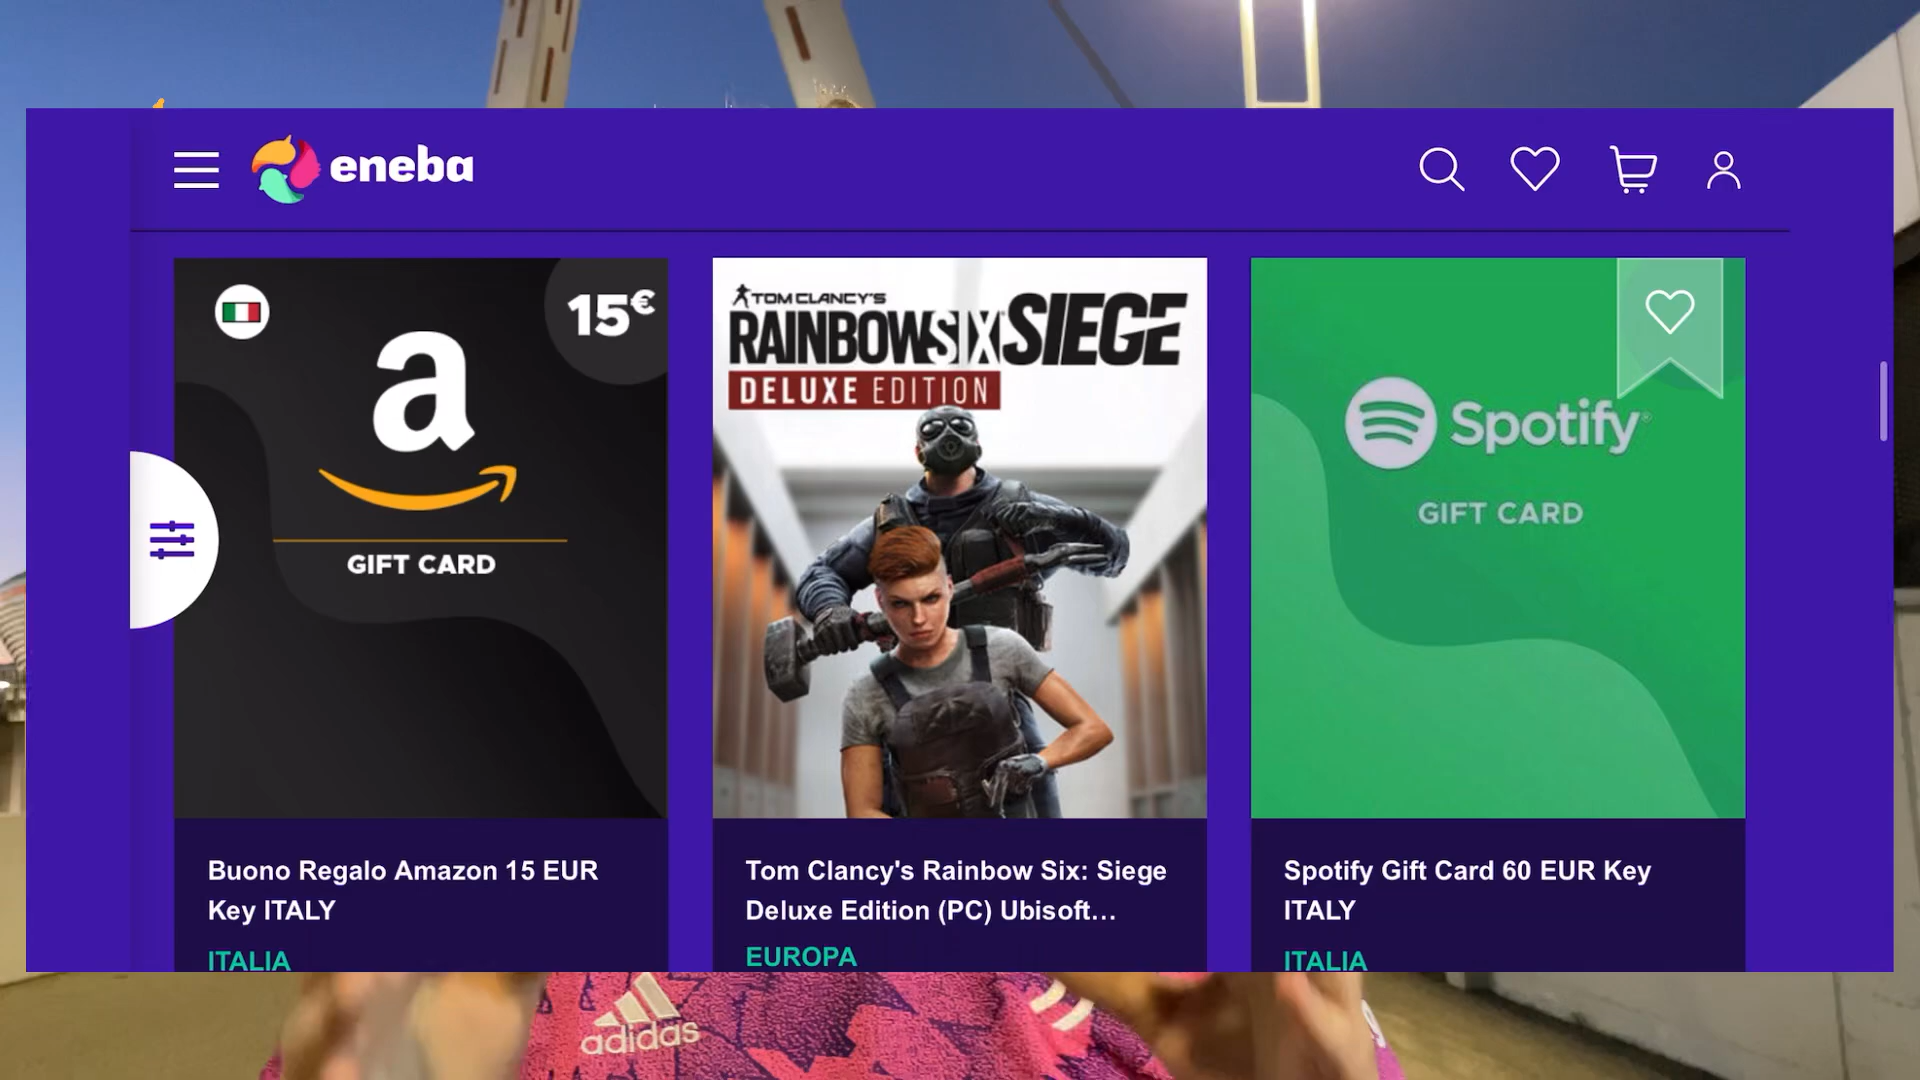 eneba
15€
a
GIFT CARD
TOM CLANCY'S
RAINBOWSIX SIEGE
DELUXE EDITION
Spotify®
GIFT CARD
Buono Regalo Amazon 15 EUR
Key ITALY
ITALIA
Tom Clancy's Rainbow Six: Siege
Deluxe Edition (PC) Ubisoft...
EUROPA
Spotify Gift Card 60 EUR Key
ITALY
ITALIA
adidas